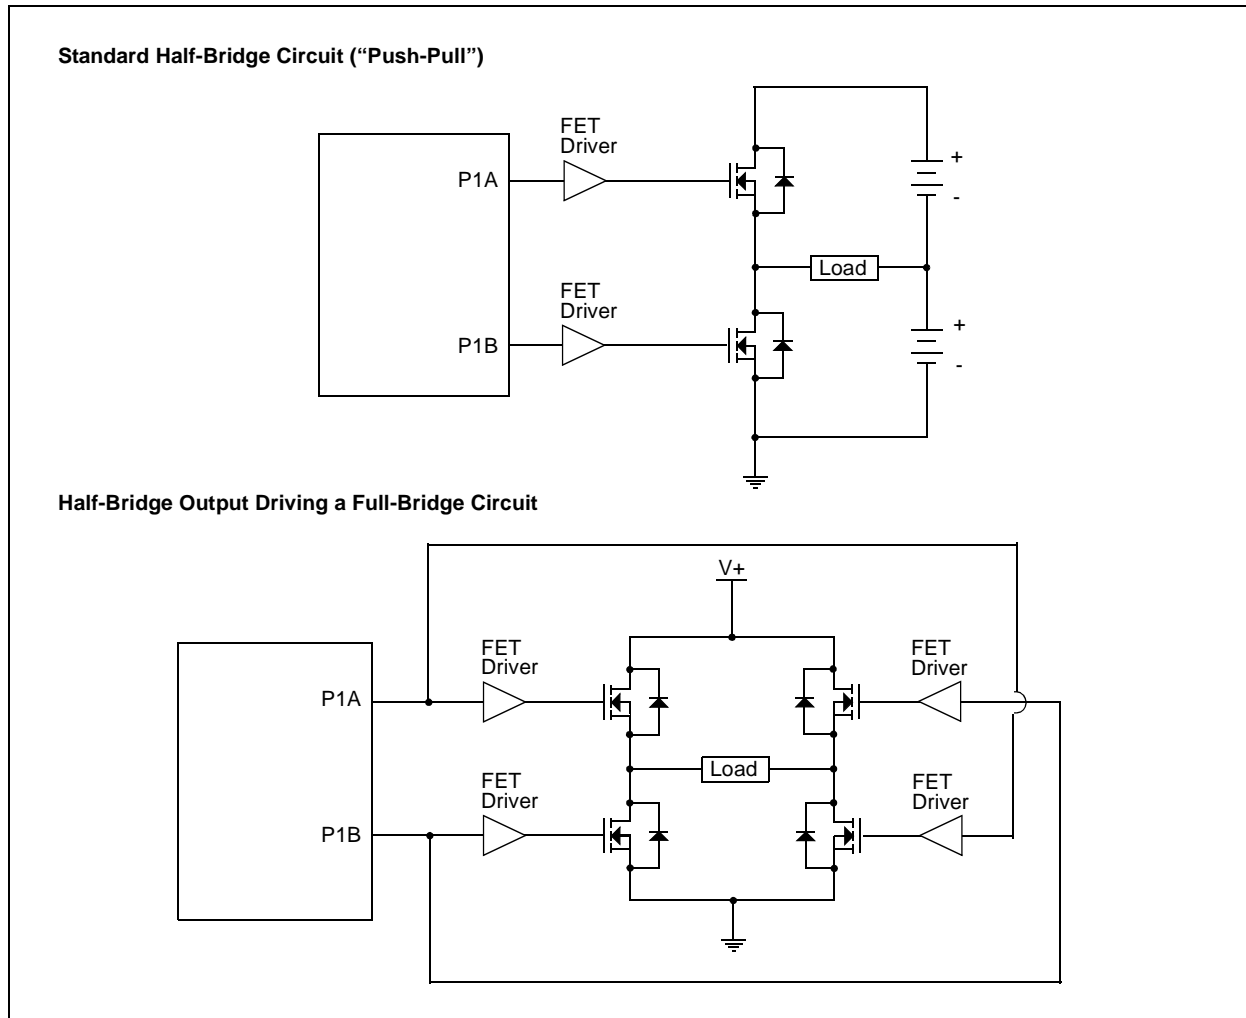 Standard Half-Bridge Circuit (“Push-Pull”)
FET
Driver
P1A
+
-
Load
FET
Driver
P1B
+
-
Half-Bridge Output Driving a Full-Bridge Circuit
V+
FET
Driver
FET
Driver
P1A
Load
FET
Driver
FET
Driver
P1B